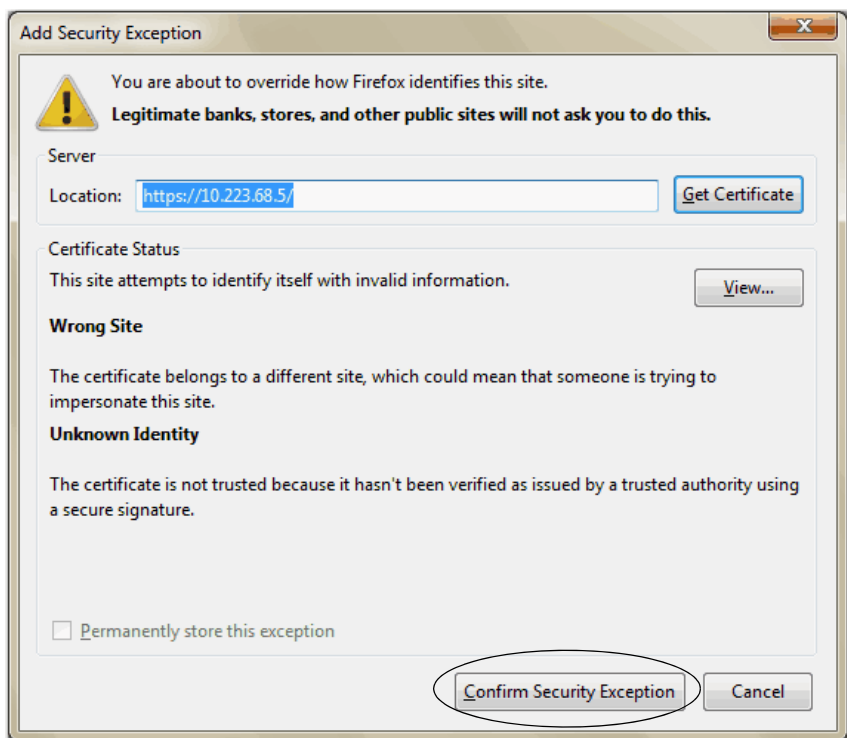 Add Security Exception
You are about to override how Firefox identifies this site.
Legitimate banks, stores, and other public sites will not ask you to do this.
Server
Location: https://10.223.68.5/ Get Certificate
Certificate Status
This site attempts to identify itself with invalid information.
View...
Wrong Site
The certificate belongs to a different site, which could mean that someone is trying to
impersonate this site.
Unknown Identity
The certificate is not trusted because it hasn't been verified as issued by a trusted authority using
a secure signature.
Permanently store this exception
Confirm Security Exception Cancel